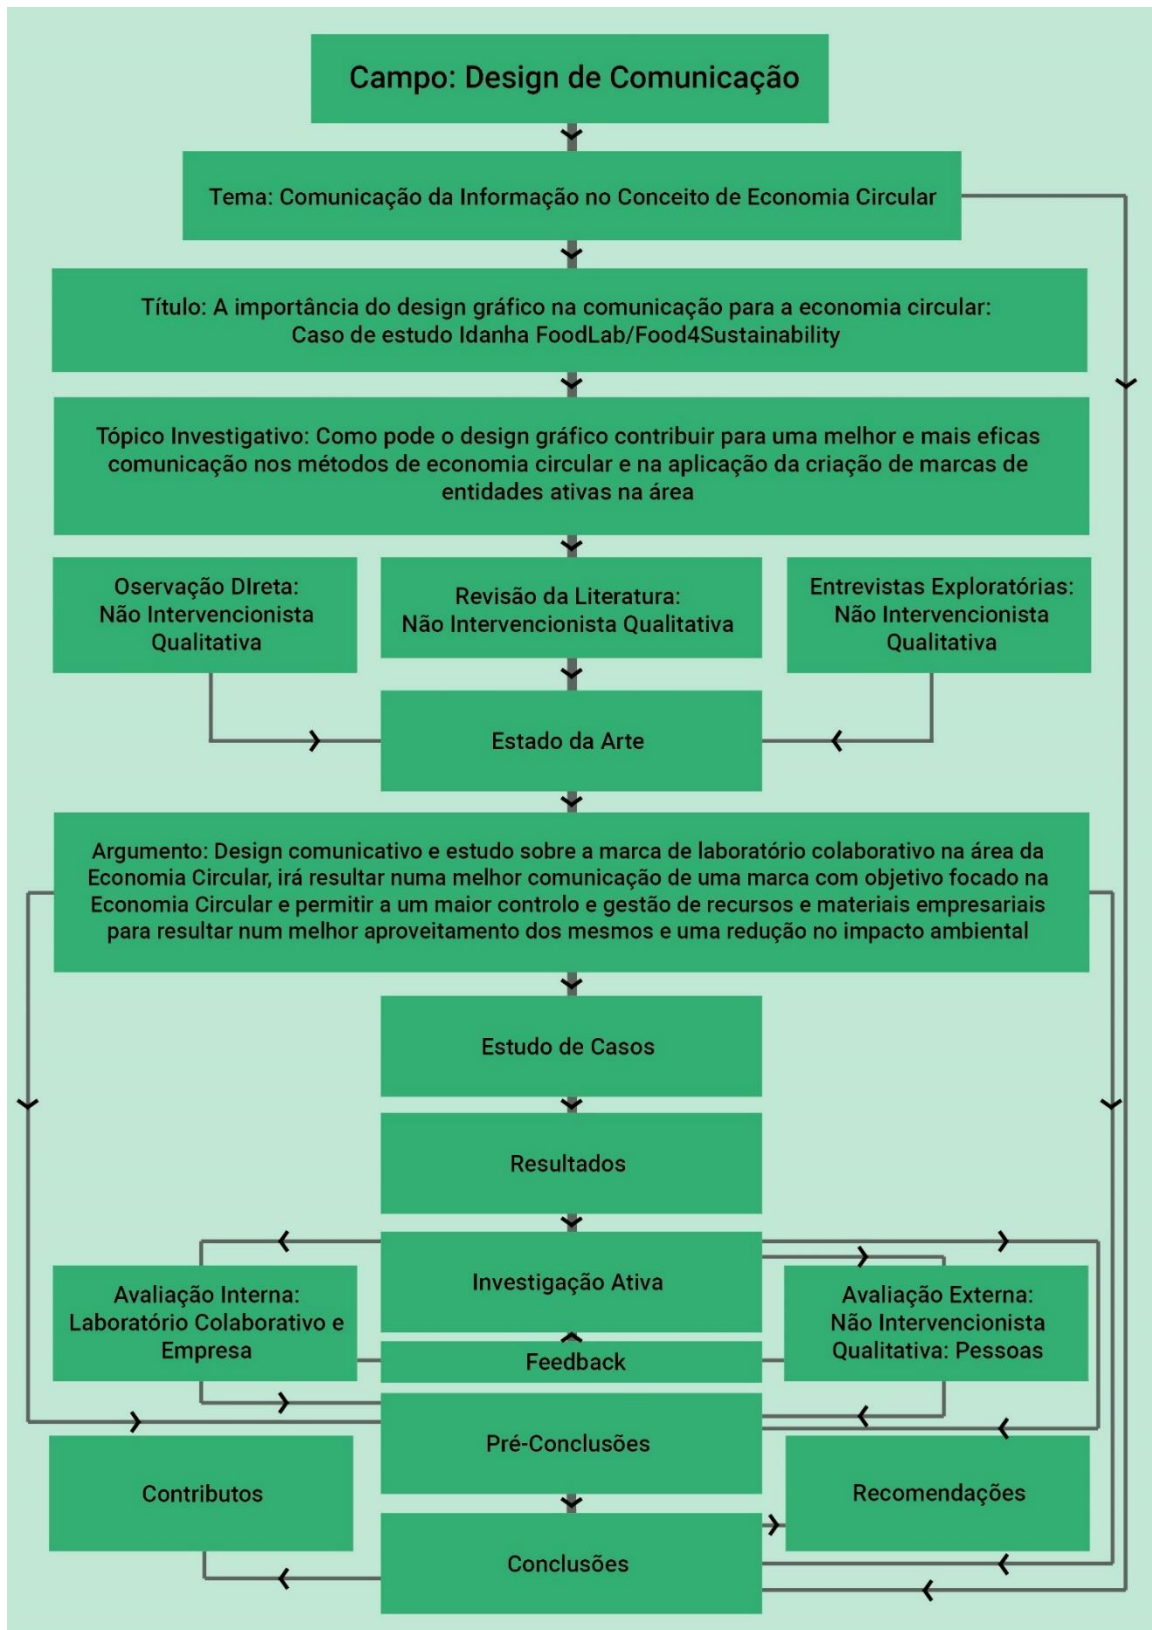 Campo: Design de Comunicação
Tema: Comunicação da Informação no Conceito de Economia Circular
Título: A importância do design gráfico na comunicação para a economia circular:
Caso de estudo Idanha FoodLab/Food4Sustainability
Tópico Investigativo: Como pode o design gráfico contribuir para uma melhor e mais eficas
comunicação nos métodos de economia circular e na aplicação da criação de marcas de
entidades ativas na área
Oservação DIreta:
Não Intervencionista
Qualitativa
Revisão da Literatura:
Não Intervencionista Qualitativa
Entrevistas Exploratórias:
Não Intervencionista
Qualitativa
Estado da Arte
Argumento: Design comunicativo e estudo sobre a marca de laboratório colaborativo na área da
Economia Circular, irá resultar numa melhor comunicação de uma marca com objetivo focado na
Economia Circular e permitir a um maior controlo e gestão de recursos e materiais empresariais
para resultar num melhor aproveitamento dos mesmos e uma redução no impacto ambiental
Estudo de Casos
Resultados
Investigação Ativa
Avaliação Interna:
Laboratório Colaborativo e
Empresa
Avaliação Externa:
Não Intervencionista
Qualitativa: Pessoas
Feedback
Pré-Conclusões
Contributos
Recomendações
Conclusões